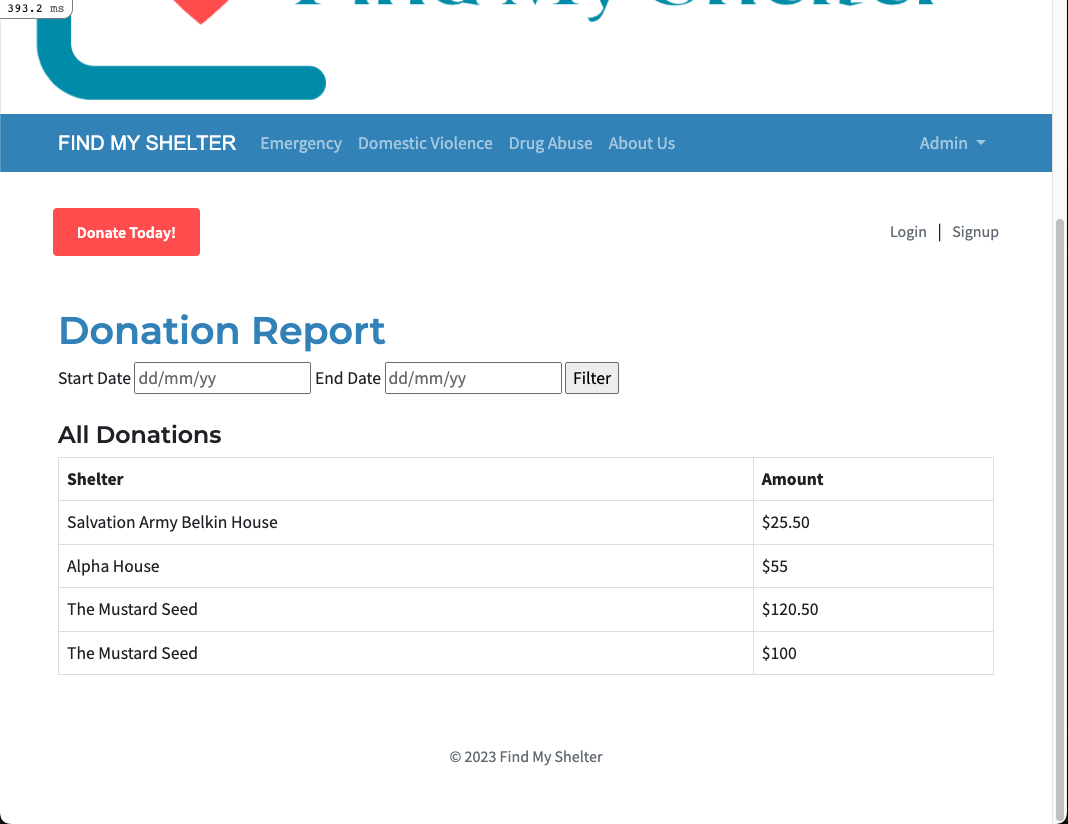 393.2 ms
Find My Shelter
FIND MY SHELTER Emergency Domestic Violence Drug Abuse About Us Admin
Donate Today! Login | Signup
Donation Report
Start Date dd/mm/yy End Date dd/mm/yy Filter
All Donations
Shelter Amount
Salvation Army Belkin House $25.50
Alpha House $55
The Mustard Seed $120.50
The Mustard Seed $100
© 2023 Find My Shelter